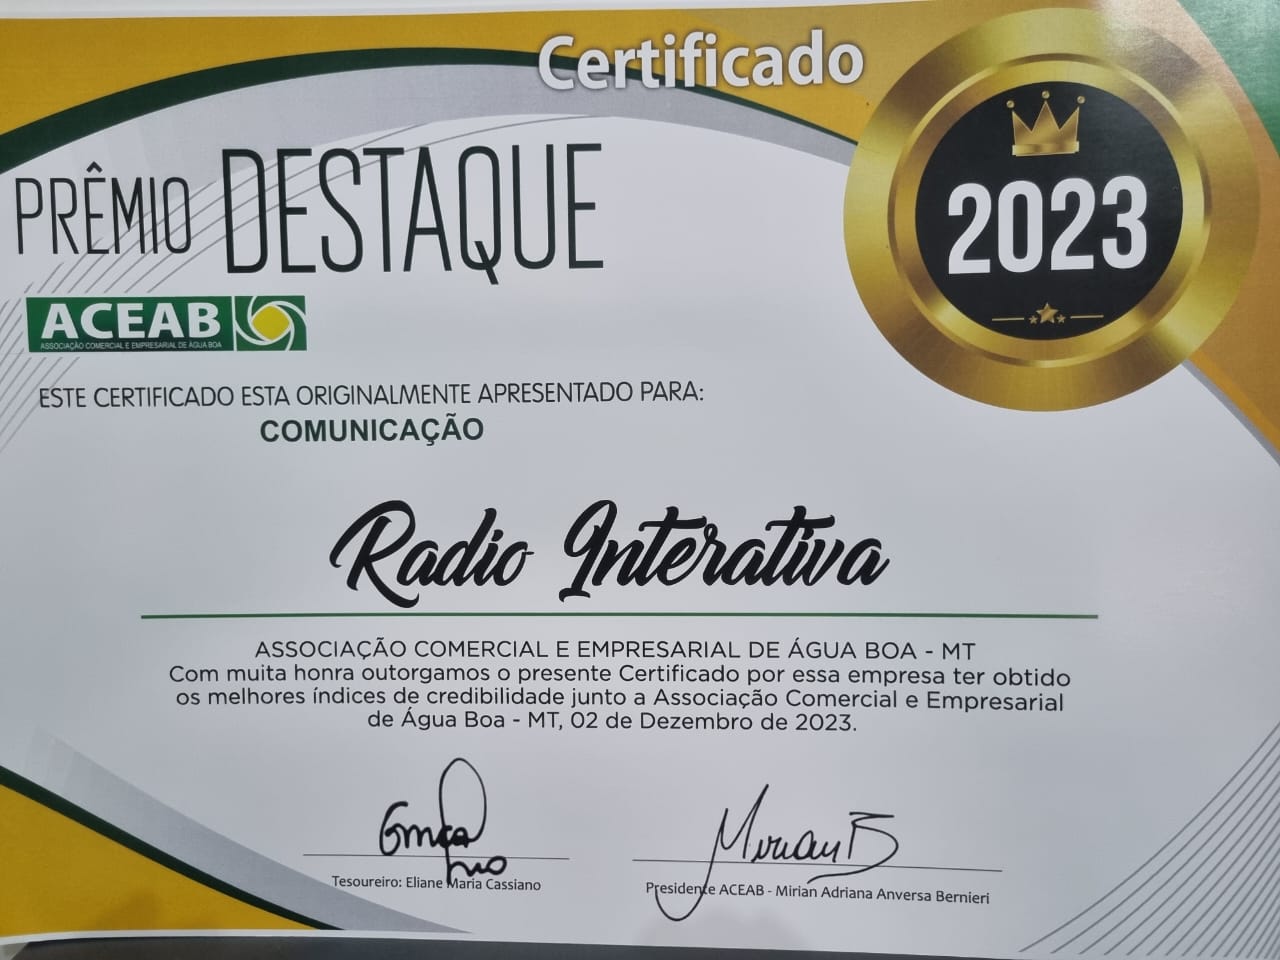 Certificado
PRÊMIO DESTAQUE
2023
ACEAB
ASSOCIAÇÃO COMERCIAL E EMPRESARIAL DE ÁGUA BOA
ESTE CERTIFICADO ESTA ORIGINALMENTE APRESENTADO PARA:
COMUNICAÇÃO
Radio Interativa
ASSOCIAÇÃO COMERCIAL E EMPRESARIAL DE ÁGUA BOA - MT
Com muita honra outorgamos o presente Certificado por essa empresa ter obtido
os melhores índices de credibilidade junto a Associação Comercial e Empresarial
de Água Boa - MT, 02 de Dezembro de 2023.
Mirian B
Tesoureiro: Eliane Maria Cassiano
Presidente ACEAB - Mirian Adriana Anversa Bernieri